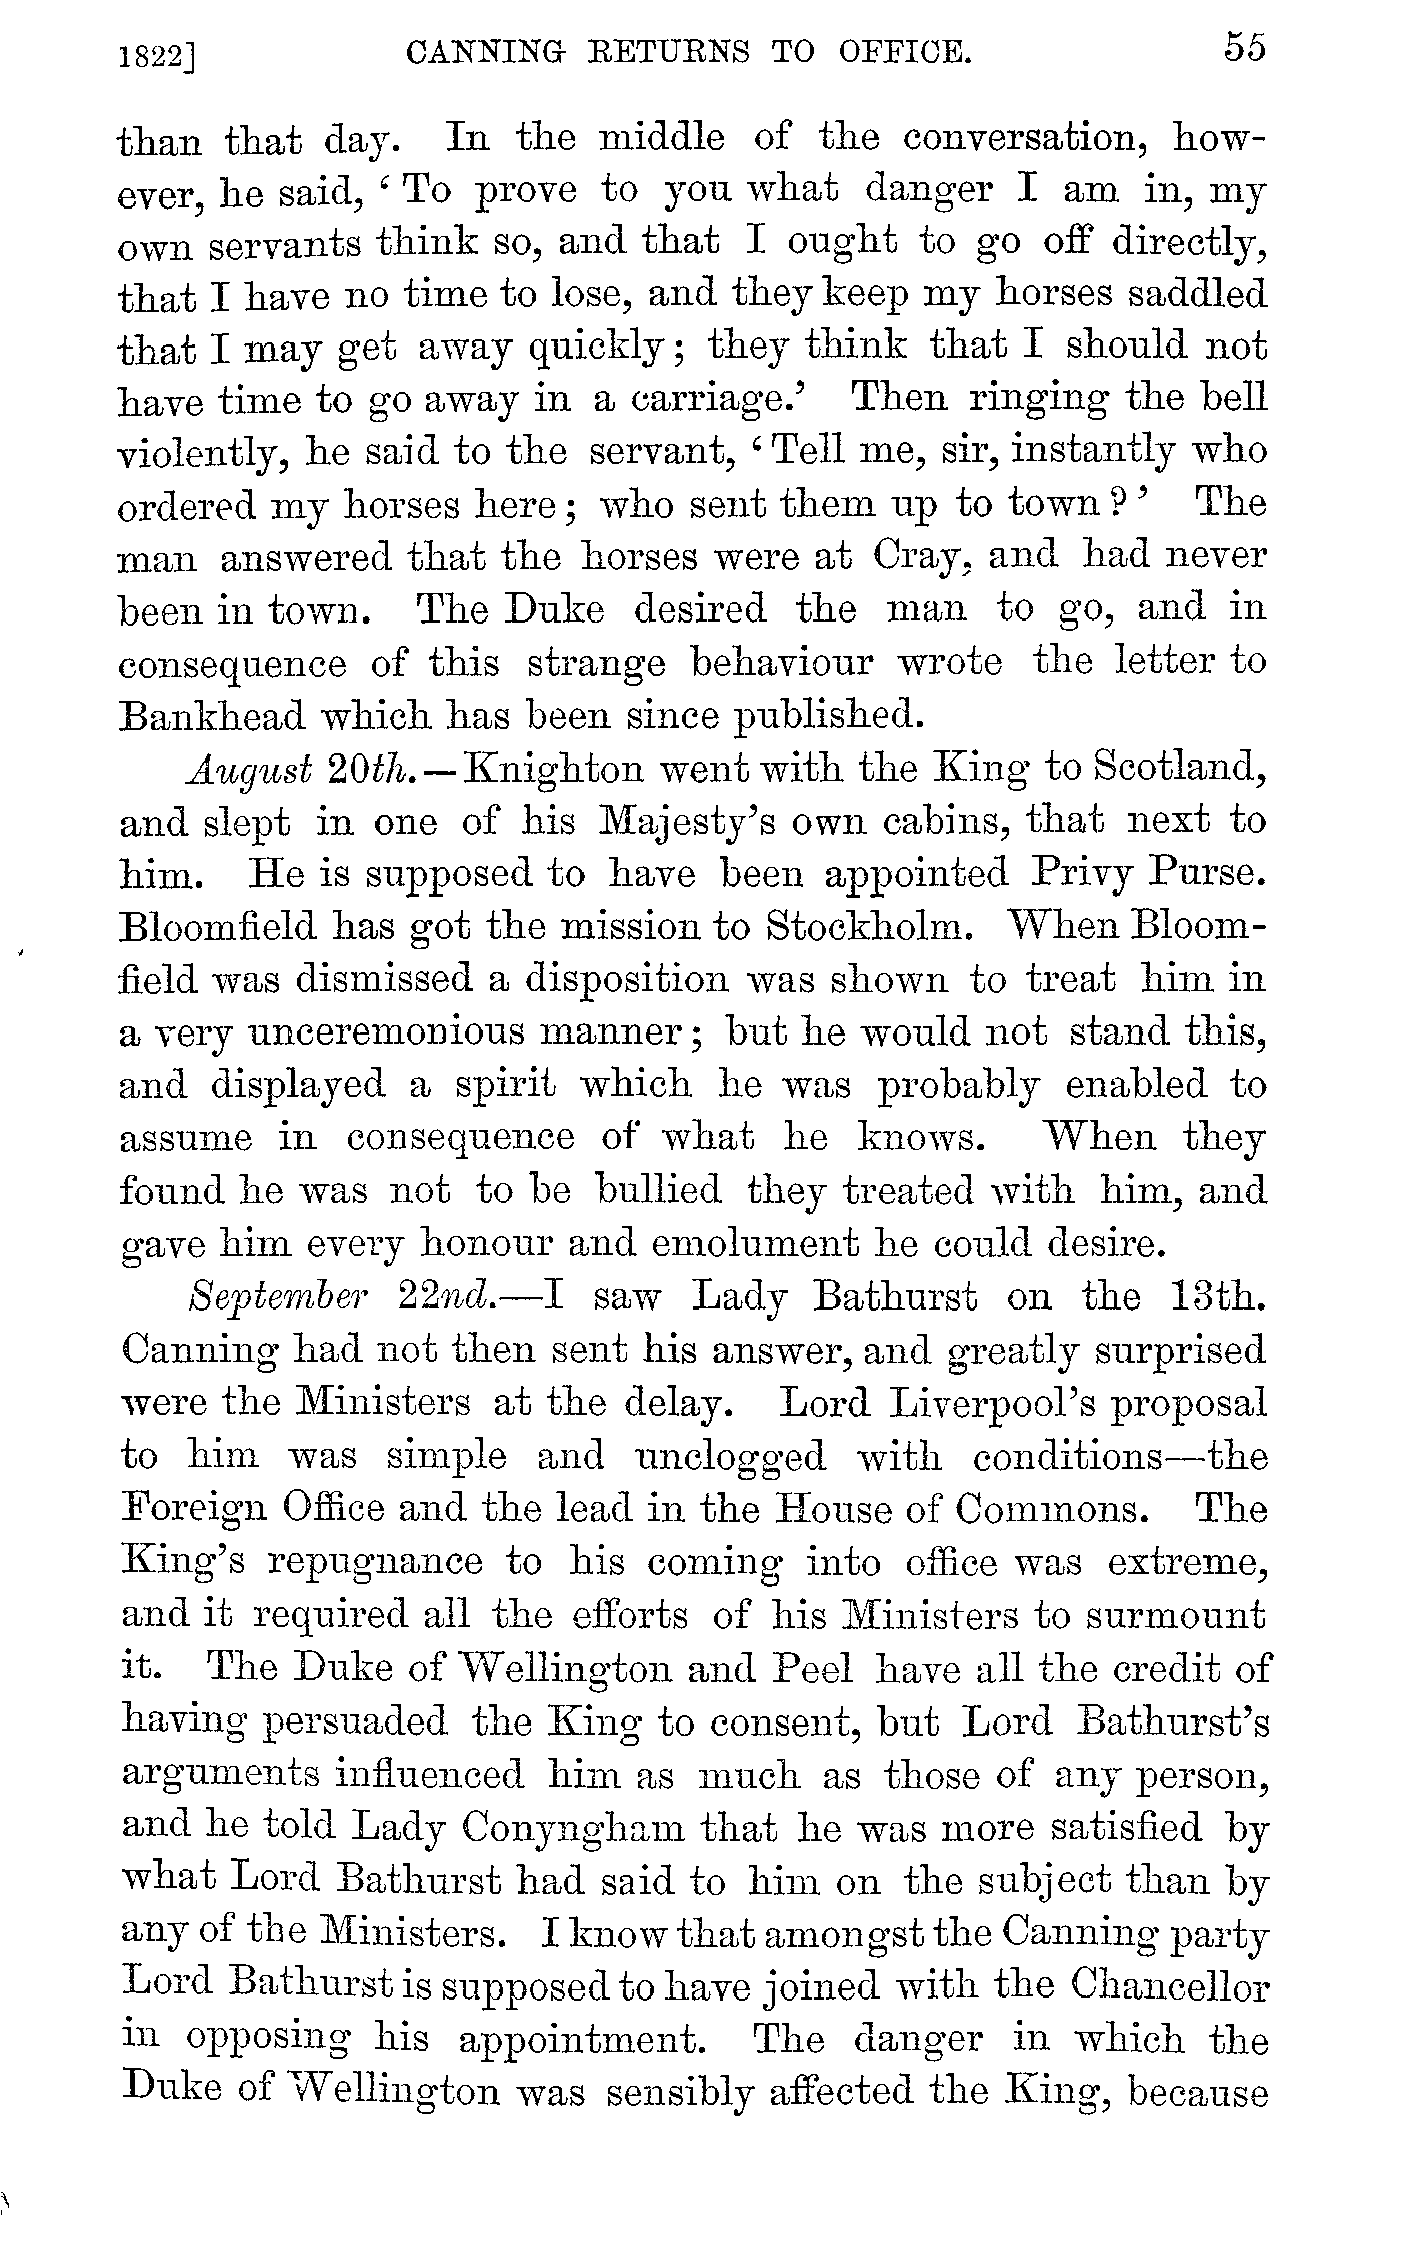 1822] CANNING RETURNS TO OFFICE. 55
than that day. In the middle of the conversation, how-
ever, he said, ‘ To prove to you what danger I am in, my
own servants think so, and that I ought to go off directly,
that I have no time to lose, and they keep my horses saddled
that I may get away quickly; they think that I should not
have time to go away in a carriage.’ Then ringing the bell
violently, he said to the servant, ‘ Tell me, sir, instantly who
ordered my horses here; who sent them up to town?’ The
man answered that the horses were at Cray, and had never
been in town. The Duke desired the man to go, and in
consequence of this strange behaviour wrote the letter to
Bankhead which has been since published.
August 20th.—Knighton went with the King to Scotland,
and slept in one of his Majesty’s own cabins, that next to
him. He is supposed to have been appointed Privy Purse.
Bloomfield has got the mission to Stockholm. When Bloom-
field was dismissed a disposition was shown to treat him in
a very unceremonious manner; but he would not stand this,
and displayed a spirit which he was probably enabled to
assume in consequence of what he knows. When they
found he was not to be bullied they treated with him, and
gave him every honour and emolument he could desire.
September 22nd.—I saw Lady Bathurst on the 13th.
Canning had not then sent his answer, and greatly surprised
were the Ministers at the delay. Lord Liverpool’s proposal
to him was simple and unclogged with conditions—the
Foreign Office and the lead in the House of Commons. The
King’s repugnance to his coming into office was extreme,
and it required all the efforts of his Ministers to surmount
it. The Duke of Wellington and Peel have all the credit of
having persuaded the King to consent, but Lord Bathurst’s
arguments influenced him as much as those of any person,
and he told Lady Conyngham that he was more satisfied by
what Lord Bathurst had said to him on the subject than by
any of the Ministers. I know that amongst the Canning party
Lord Bathurst is supposed to have joined with the Chancellor
in opposing his appointment. The danger in which the
Duke of Wellington was sensibly affected the King, because